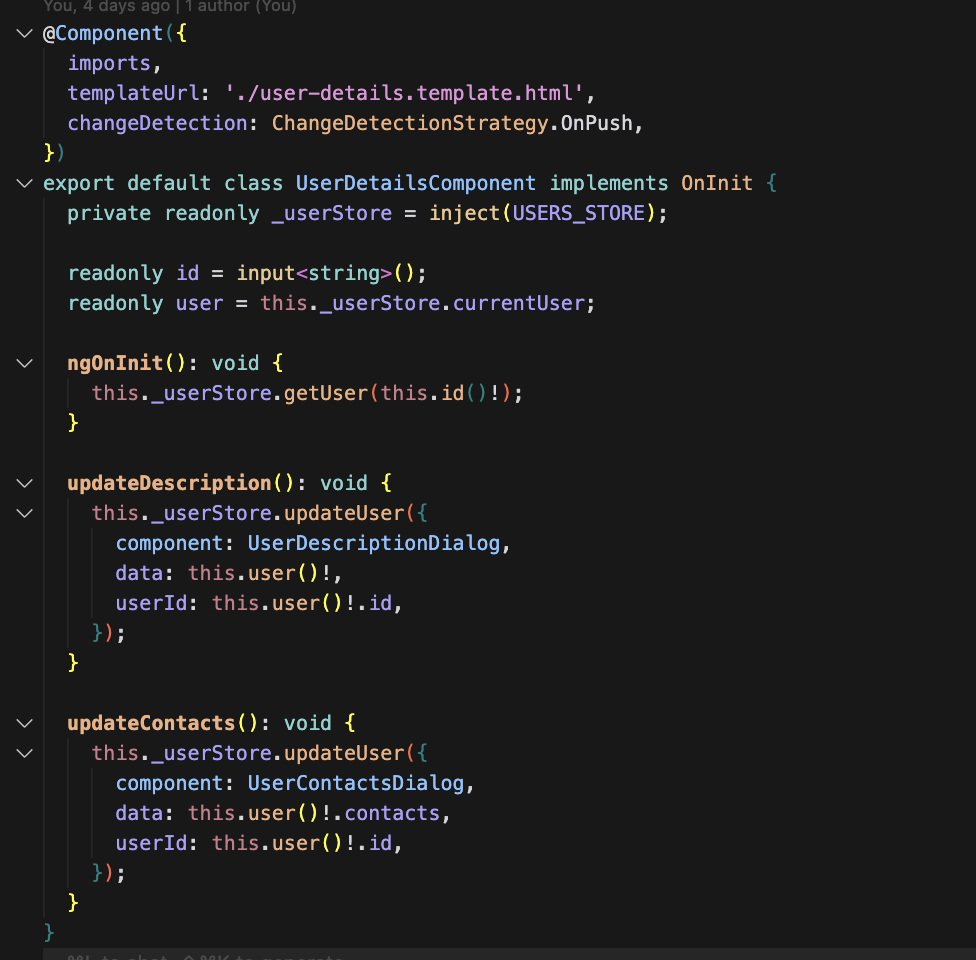 You, 4 days ago | 1 author (You)
@Component({
  imports,
  templateUrl: './user-details.template.html',
  changeDetection: ChangeDetectionStrategy.OnPush,
})
export default class UserDetailsComponent implements OnInit {
  private readonly _userStore = inject(USERS_STORE);

  readonly id = input<string>();
  readonly user = this._userStore.currentUser;

  ngOnInit(): void {
    this._userStore.getUser(this.id()!);
  }

  updateDescription(): void {
    this._userStore.updateUser({
      component: UserDescriptionDialog,
      data: this.user()!,
      userId: this.user()!.id,
    });
  }

  updateContacts(): void {
    this._userStore.updateUser({
      component: UserContactsDialog,
      data: this.user()!.contacts,
      userId: this.user()!.id,
    });
  }
}